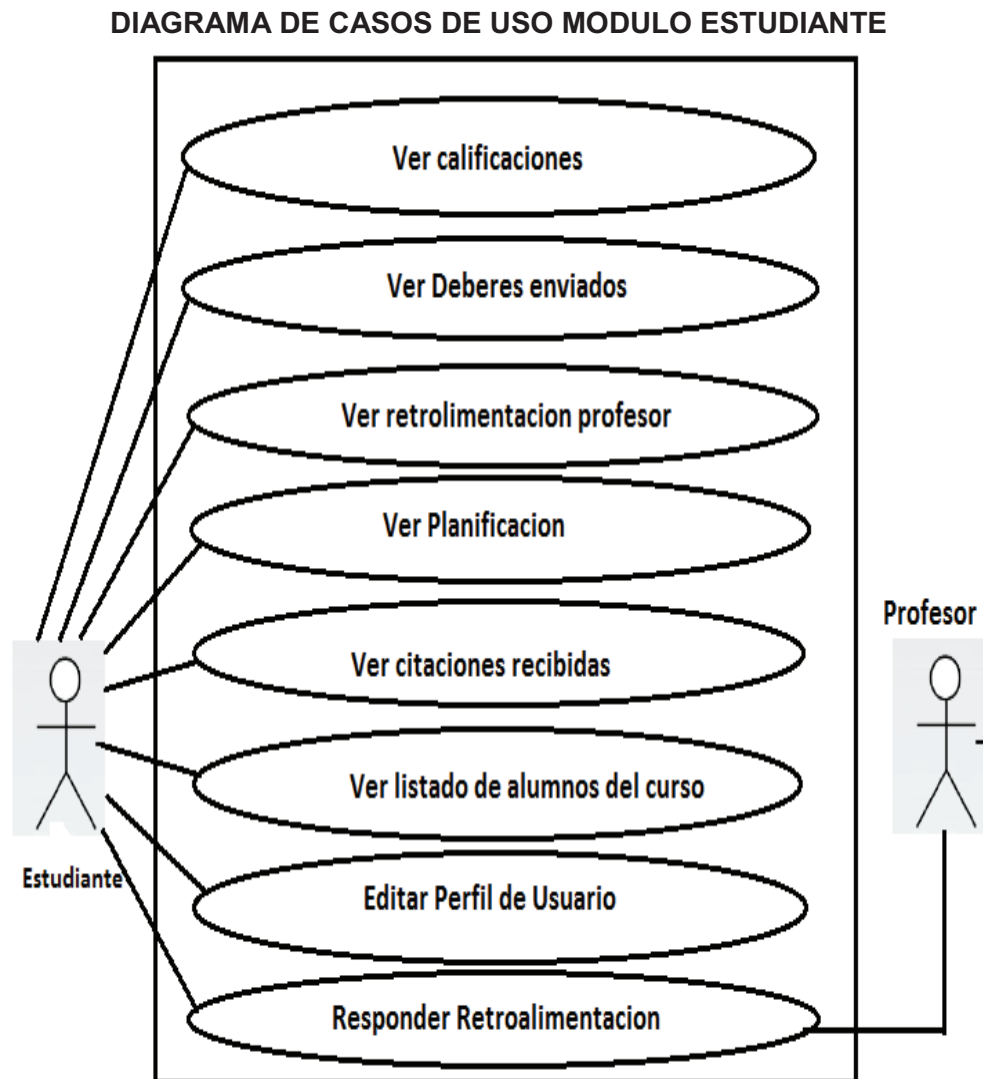 DIAGRAMA DE CASOS DE USO MODULO ESTUDIANTE
Ver calificaciones
Ver Deberes enviados
Ver retrolimentacion profesor
Ver Planificacion
Profesor
Ver citaciones recibidas
Ver listado de alumnos del curso
Estudiante
Editar Perfil de Usuario
Responder Retroalimentacion